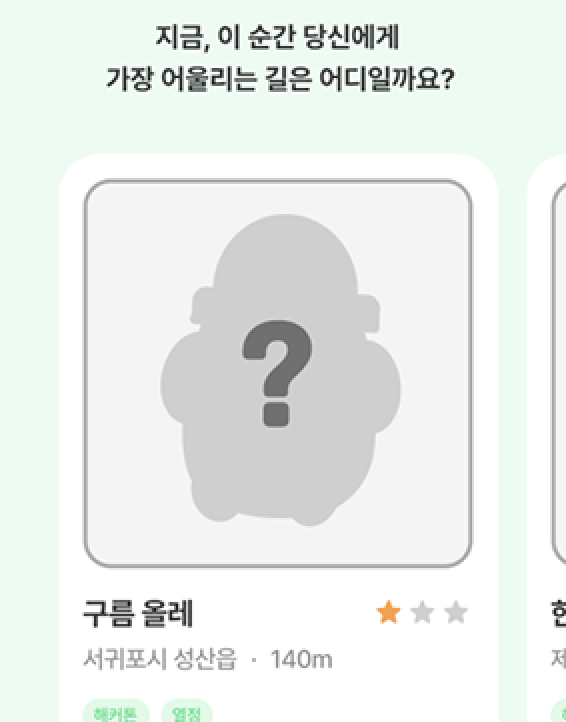 지금, 이 순간 당신에게
가장 어울리는 길은 어디일까요?
?
구름 올레
서귀포시 성산읍 · 140m
해커톤 열정